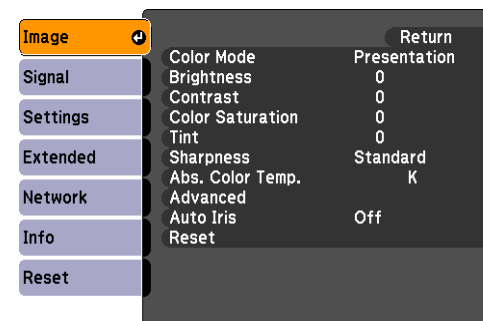 Image
Signal
Settings
Extended
Network
Info
Reset
Return
Color Mode Presentation
Brightness 0
Contrast 0
Color Saturation 0
Tint 0
Sharpness Standard
Abs. Color Temp. K
Advanced
Auto Iris Off
Reset